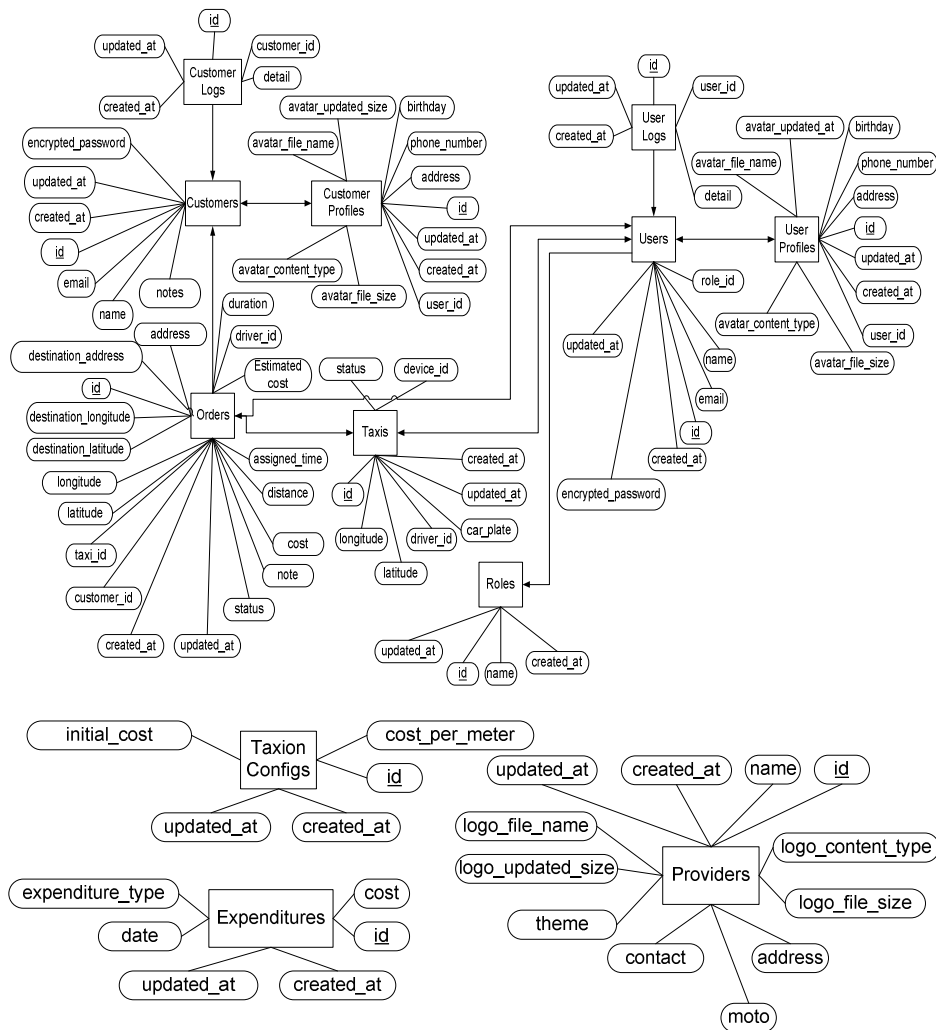 id
updated_at
customer_id
Customer
Logs
detail
created_at
avatar_updated_size
birthday
encrypted_password
avatar_file_name
phone_number
updated_at
address
Customers
Customer
Profiles
created_at
id
id
updated_at
email
notes
avatar_content_type
created_at
name
avatar_file_size
user_id
id
updated_at
user_id
User
Logs
created_at
avatar_updated_at
birthday
avatar_file_name
phone_number
detail
address
Users
User
Profiles
id
updated_at
role_id
created_at
avatar_content_type
updated_at
user_id
name
avatar_file_size
email
id
created_at
encrypted_password
address
duration
destination_address
driver_id
Estimated
cost
id
destination_longitude
Orders
destination_latitude
assigned_time
longitude
distance
latitude
cost
taxi_id
note
customer_id
status
created_at
updated_at
status
device_id
Taxis
created_at
id
updated_at
longitude
driver_id
car_plate
latitude
Roles
updated_at
id
name
created_at
initial_cost
Taxion
Configs
cost_per_meter
id
updated_at
created_at
updated_at
created_at
name
id
logo_file_name
logo_content_type
logo_updated_size
Providers
logo_file_size
theme
contact
address
moto
expenditure_type
cost
Expenditures
date
id
updated_at
created_at